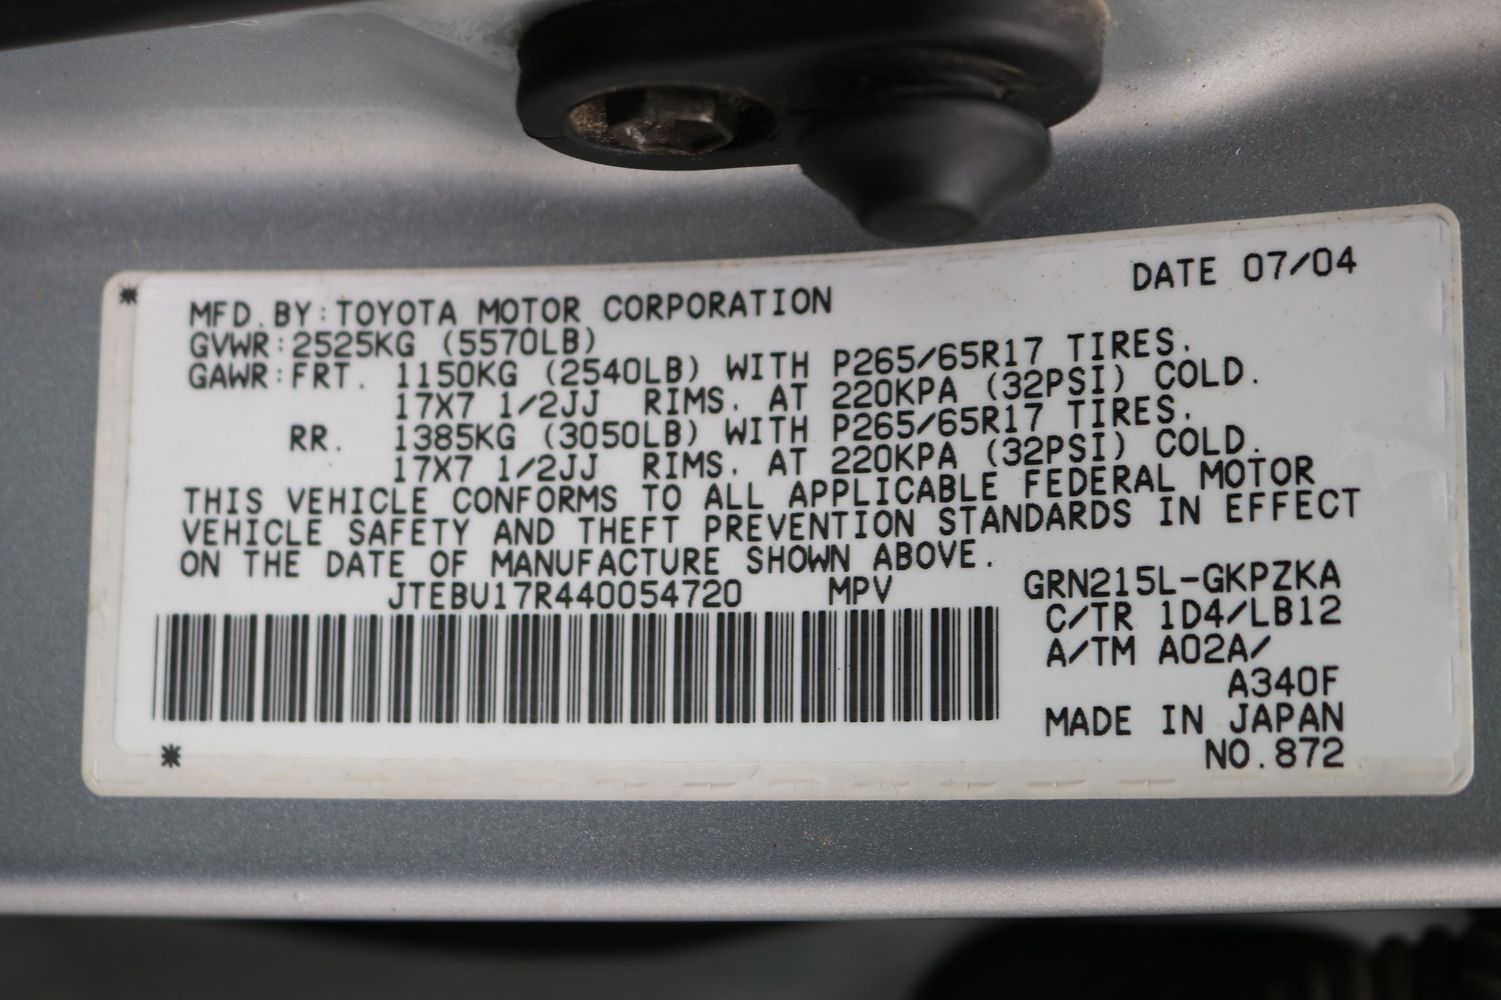 DATE 07/04
MFD. BY: TOYOTA MOTOR CORPORATION
GVWR: 2525KG (5570LB)
GAWR: FRT. 1150KG (2540LB) WITH P265/65R17 TIRES.
17X7 1/2JJ RIMS. AT 220KPA (32PSI) COLD.
RR. 1385KG (3050LB) WITH P265/65R17 TIRES.
17X7 1/2JJ RIMS. AT 220KPA (32PSI) COLD.
THIS VEHICLE CONFORMS TO ALL APPLICABLE FEDERAL MOTOR
VEHICLE SAFETY AND THEFT PREVENTION STANDARDS IN EFFECT
ON THE DATE OF MANUFACTURE SHOWN ABOVE.
JTEBU17R440054720 MPV
GRN215L-GKPZKA
C/TR 1D4/LB12
A/TM A02A/
A340F
MADE IN JAPAN
NO.872